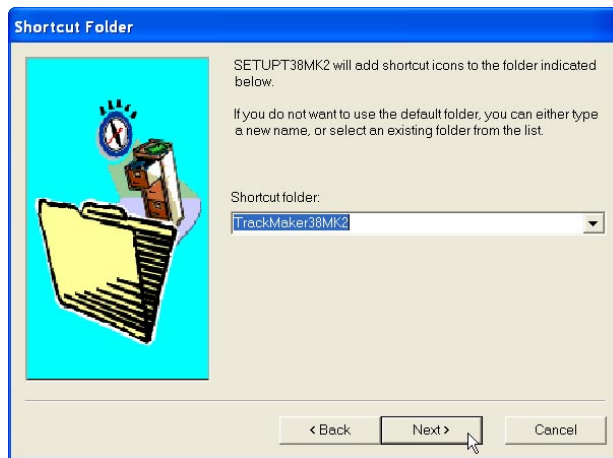 Shortcut Folder
SETUPT38MK2 will add shortcut icons to the folder indicated
below.
If you do not want to use the default folder, you can either type
a new name, or select an existing folder from the list.
Shortcut folder:
TrackMaker38MK2
< Back
Next >
Cancel